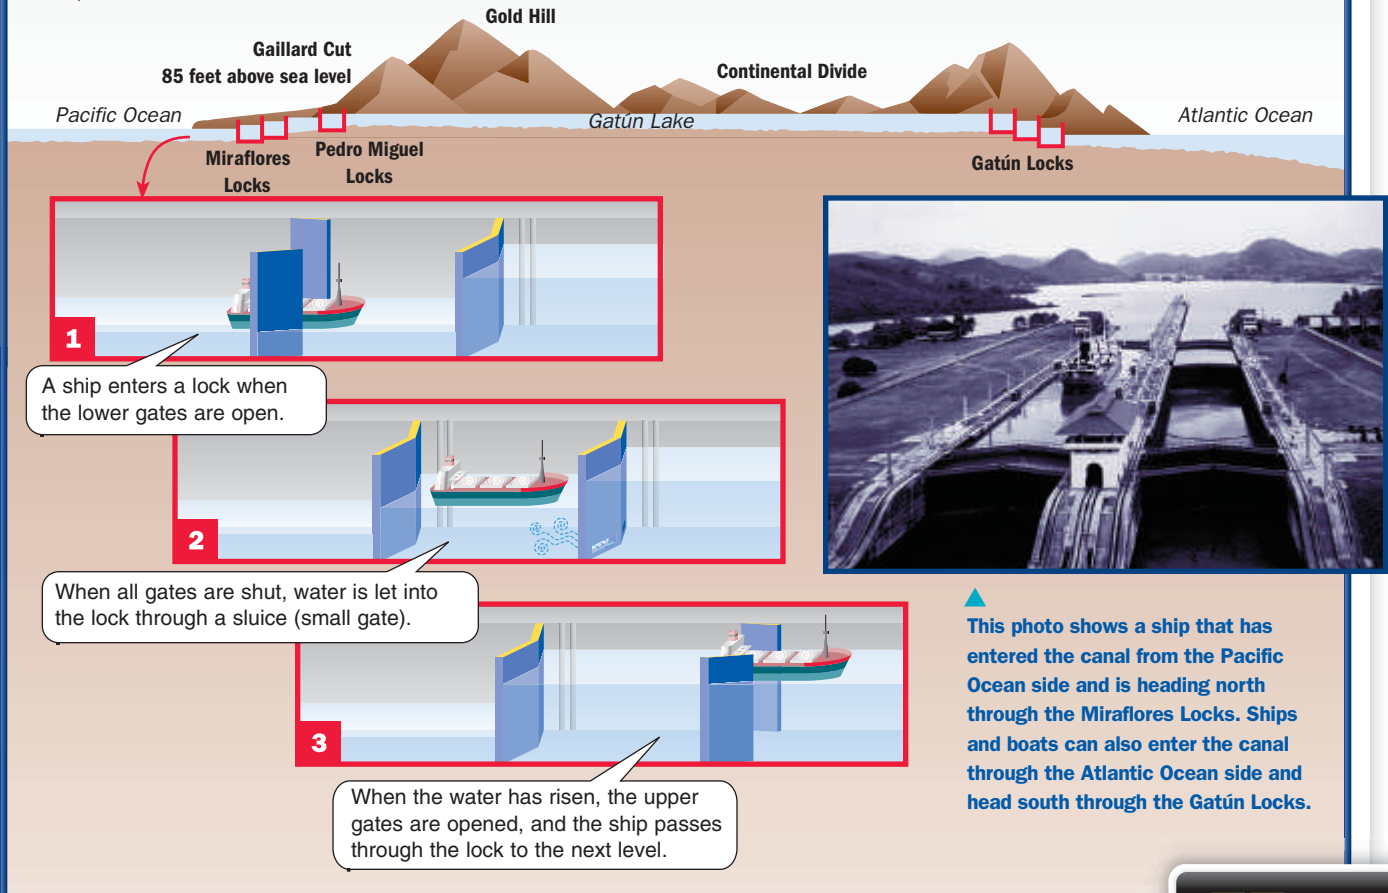 Gold Hill
Gaillard Cut
85 feet above sea level
Continental Divide
Pacific Ocean
Gatún Lake
Atlantic Ocean
Miraflores
Locks
Pedro Miguel
Locks
Gatún Locks
1
A ship enters a lock when
the lower gates are open.
2
When all gates are shut, water is let into
the lock through a sluice (small gate).
3
When the water has risen, the upper
gates are opened, and the ship passes
through the lock to the next level.
This photo shows a ship that has
entered the canal from the Pacific
Ocean side and is heading north
through the Miraflores Locks. Ships
and boats can also enter the canal
through the Atlantic Ocean side and
head south through the Gatún Locks.